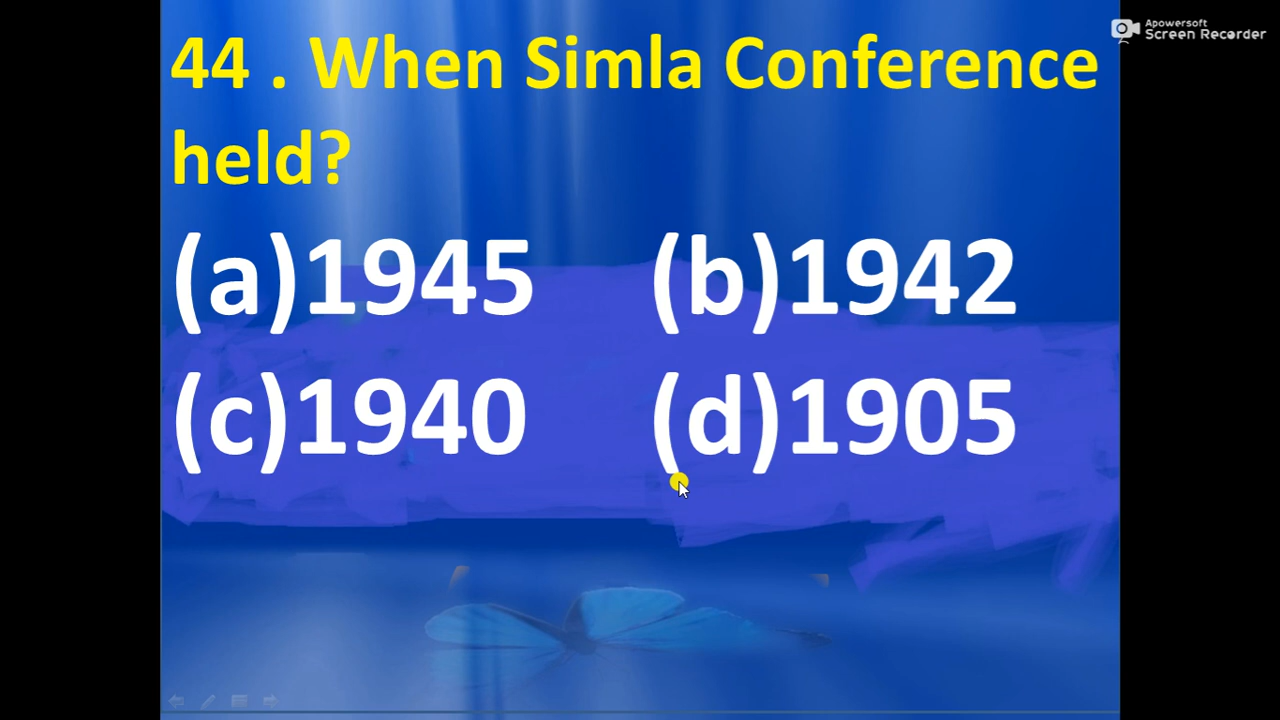 44 . When Simla Conference
held?
(a)1945 (b)1942
(c)1940 (d)1905
Apowersoft
Screen Recorder